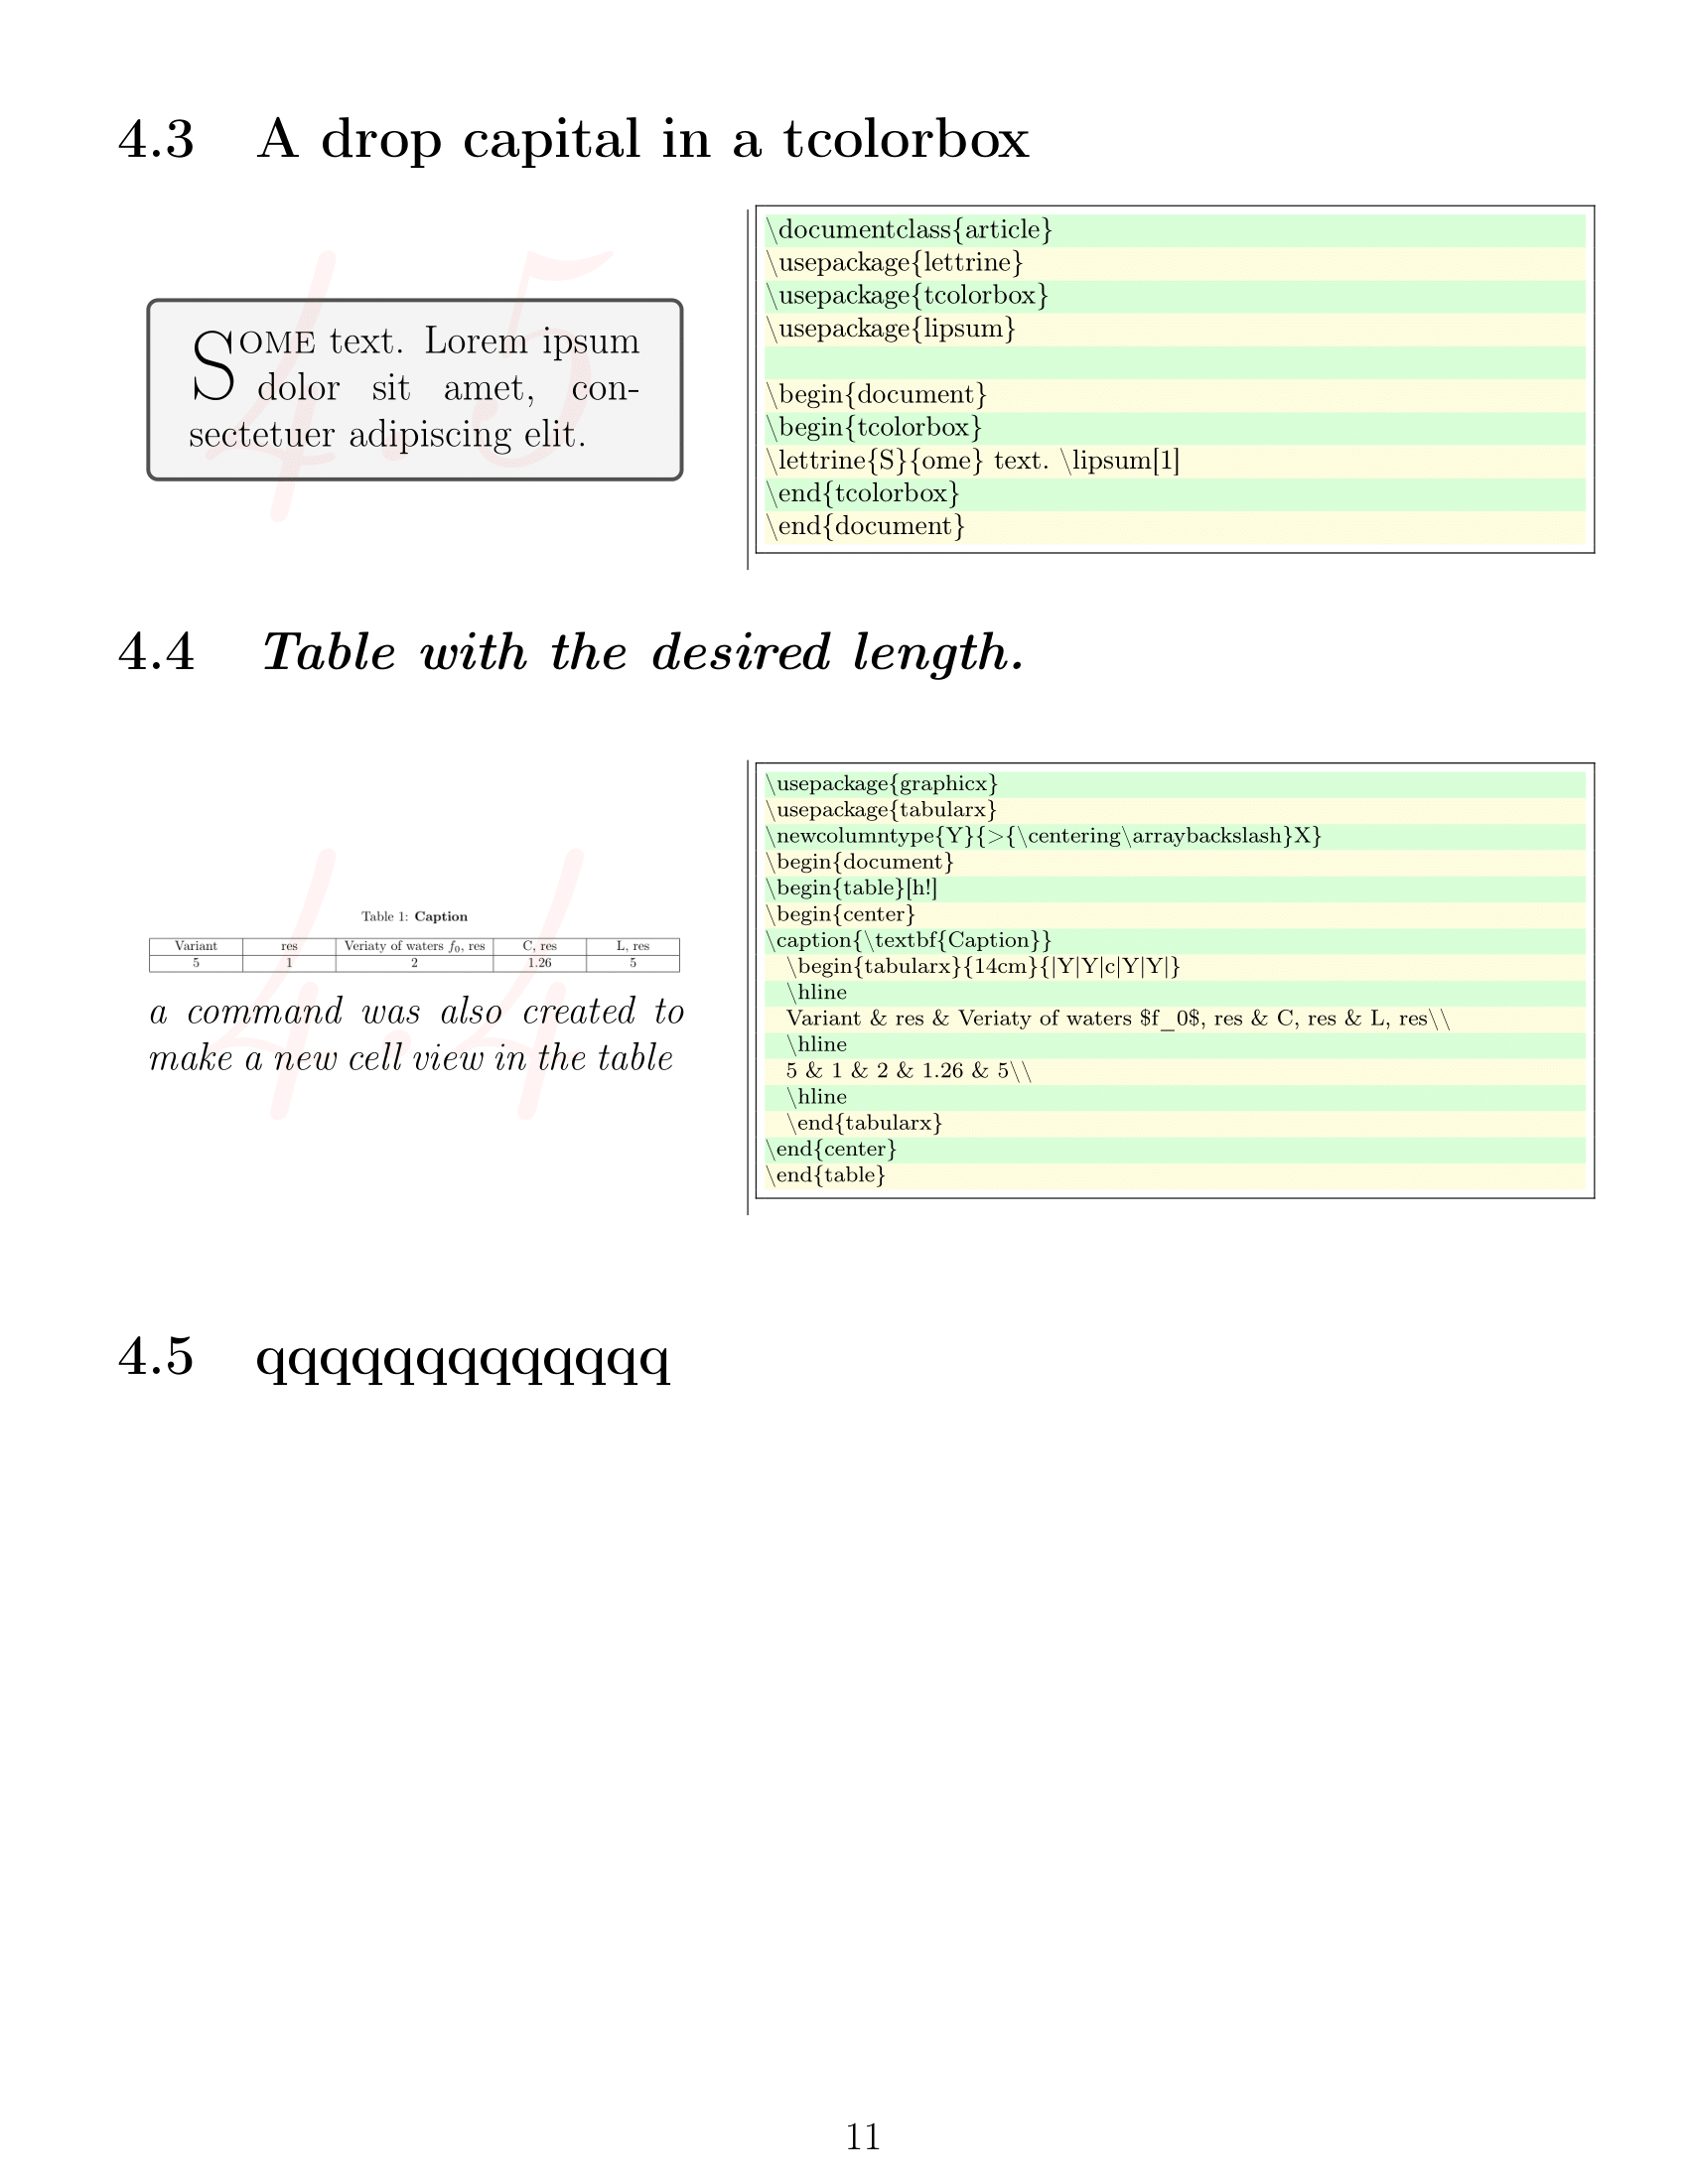 4.3 A drop capital in a tcolorbox
4.5
SOME text. Lorem ipsum
dolor sit amet, con-
sectetuer adipiscing elit.
\documentclass{article}
\usepackage{lettrine}
\usepackage{tcolorbox}
\usepackage{lipsum}
\begin{document}
\begin{tcolorbox}
\lettrine{S}{ome} text. \lipsum[1]
\end{tcolorbox}
\end{document}
4.4 Table with the desired length.
4.4
Table 1: Caption
Variant res Veriaty of waters $f_0$, res C, res L, res
5 1 2 1.26 5
a command was also created to
make a new cell view in the table
\usepackage{graphicx}
\usepackage{tabularx}
\newcolumntype{Y}{>{\centering\arraybackslash}X}
\begin{document}
\begin{table}[h!]
\begin{center}
\caption{\textbf{Caption}}
\begin{tabularx}{14cm}{|Y|Y|c|Y|Y|}
\hline
Variant & res & Veriaty of waters $f_0$, res & C, res & L, res\\
\hline
5 & 1 & 2 & 1.26 & 5\\
\hline
\end{tabularx}
\end{center}
\end{table}
4.5 qqqqqqqqqqqqq
11